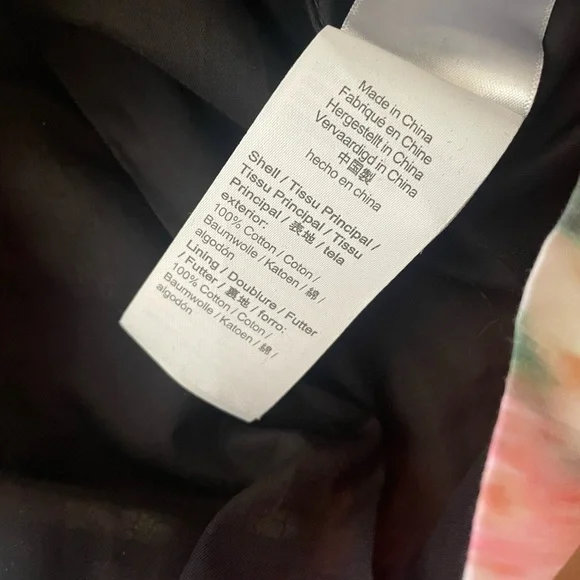 Made in China
Fabriqué en Chine
Hergestellt in China
Vervaardigd in China
中国製
hecho en china
Shell / Tissu Principal /
Tissu Principal / Tissu
Principal / 表地 / tela
exterior:
100% Cotton / Coton /
Baumwolle / Katoen / 綿 /
algodón
Lining / Doublure / Futter
/ Futter / 裏地 / forro:
100% Cotton / Coton /
Baumwolle / Katoen / 綿 /
algodón